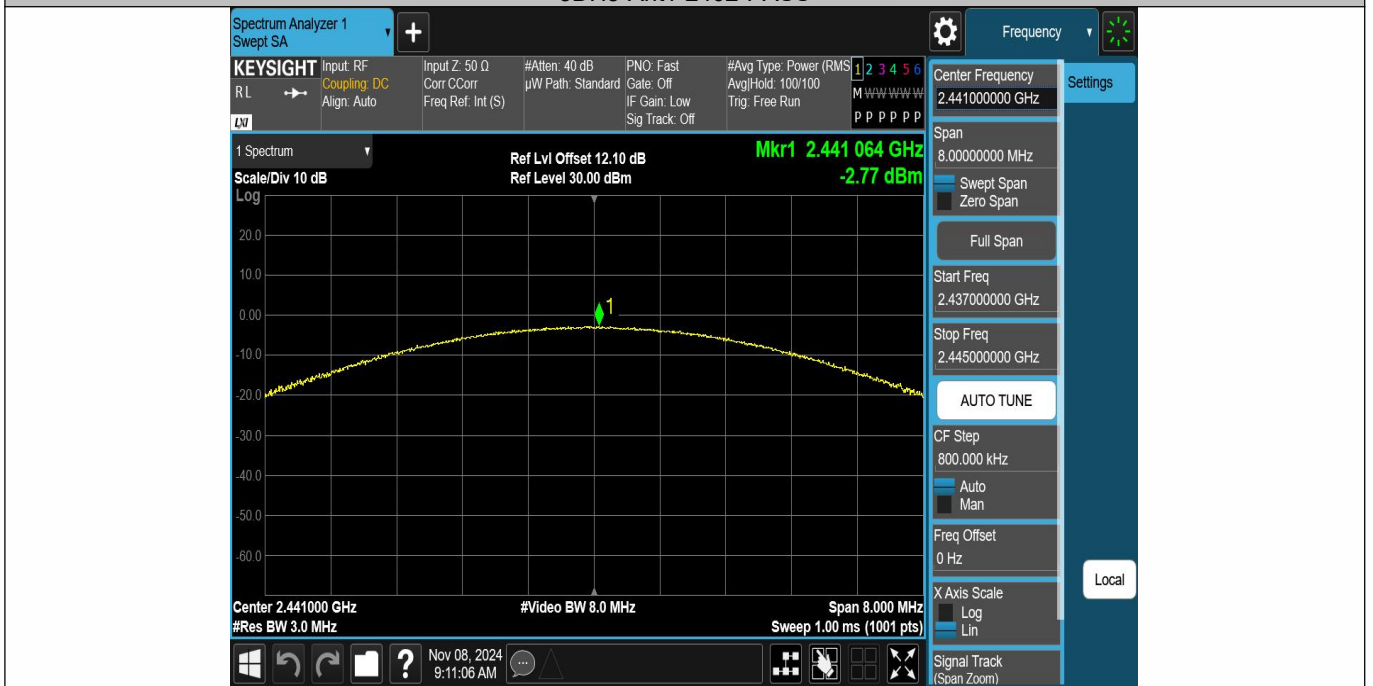 Spectrum Analyzer 1
Swept SA
+
Frequency
KEYSIGHT
Input: RF
Coupling: DC
Align: Auto
Input Z: 50 Ω
Corr CCorr
Freq Ref: Int (S)
#Atten: 40 dB
µW Path: Standard
PNO: Fast
Gate: Off
IF Gain: Low
Sig Track: Off
#Avg Type: Power (RMS
Avg|Hold: 100/100
Trig: Free Run
1 2 3 4 5 6
M W W W W W
P P P P P P
R L
LXI
1 Spectrum
Scale/Div 10 dB
Ref Lvl Offset 12.10 dB
Ref Level 30.00 dBm
Mkr1 2.441 064 GHz
-2.77 dBm
Log
20.0
10.0
0.00
-10.0
-20.0
-30.0
-40.0
-50.0
-60.0
1
Center 2.441000 GHz
#Res BW 3.0 MHz
#Video BW 8.0 MHz
Span 8.000 MHz
Sweep 1.00 ms (1001 pts)
Nov 08, 2024
9:11:06 AM
?
Center Frequency
2.441000000 GHz
Settings
Span
8.00000000 MHz
Swept Span
Zero Span
Full Span
Start Freq
2.437000000 GHz
Stop Freq
2.445000000 GHz
AUTO TUNE
CF Step
800.000 kHz
Auto
Man
Freq Offset
0 Hz
X Axis Scale
Log
Lin
Local
Signal Track
(Span Zoom)